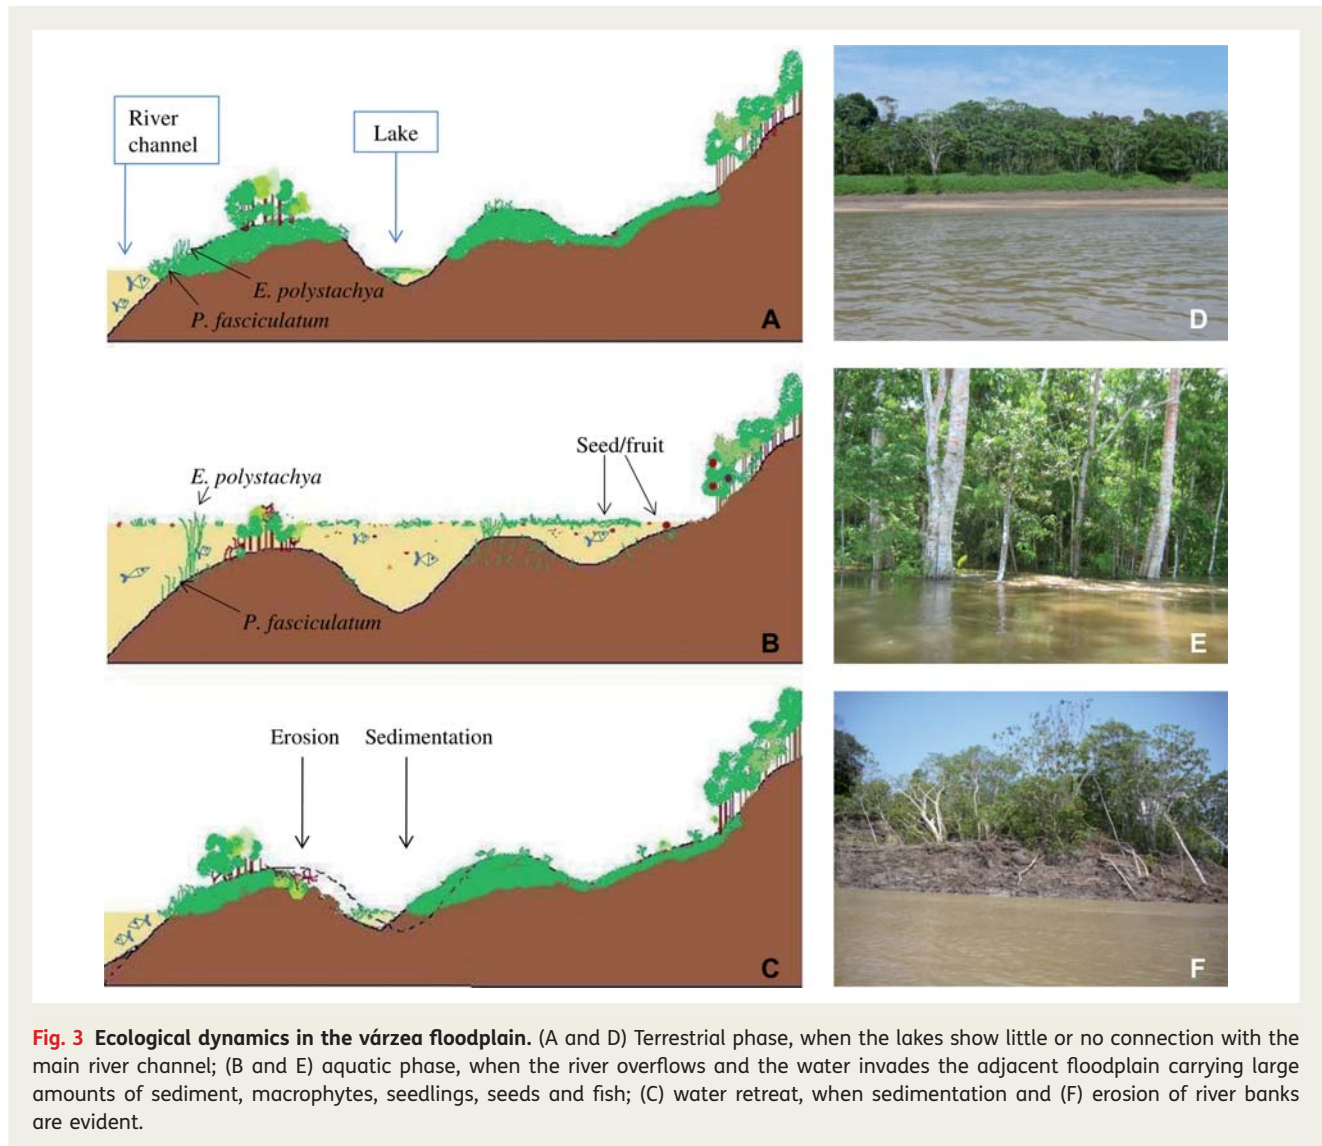 River
channel
Lake
E. polystachya
P. fasciculatum
A
D
Seed/fruit
E. polystachya
P. fasciculatum
B
E
Erosion Sedimentation
C
F
Fig. 3 Ecological dynamics in the várzea floodplain. (A and D) Terrestrial phase, when the lakes show little or no connection with the
main river channel; (B and E) aquatic phase, when the river overflows and the water invades the adjacent floodplain carrying large
amounts of sediment, macrophytes, seedlings, seeds and fish; (C) water retreat, when sedimentation and (F) erosion of river banks
are evident.